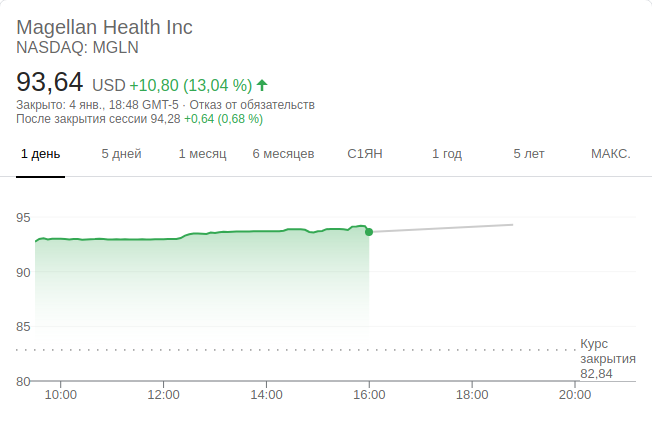 Magellan Health Inc
NASDAQ: MGLN
93,64 USD +10,80 (13,04 %)
Закрыто: 4 янв., 18:48 GMT-5 · Отказ от обязательств
После закрытия сессии 94,28 +0,64 (0,68 %)
1 день 5 дней 1 месяц 6 месяцев С1ЯН 1 год 5 лет МАКС.
95
90
85
Курс
закрытия
82,84
80
10:00 12:00 14:00 16:00 18:00 20:00